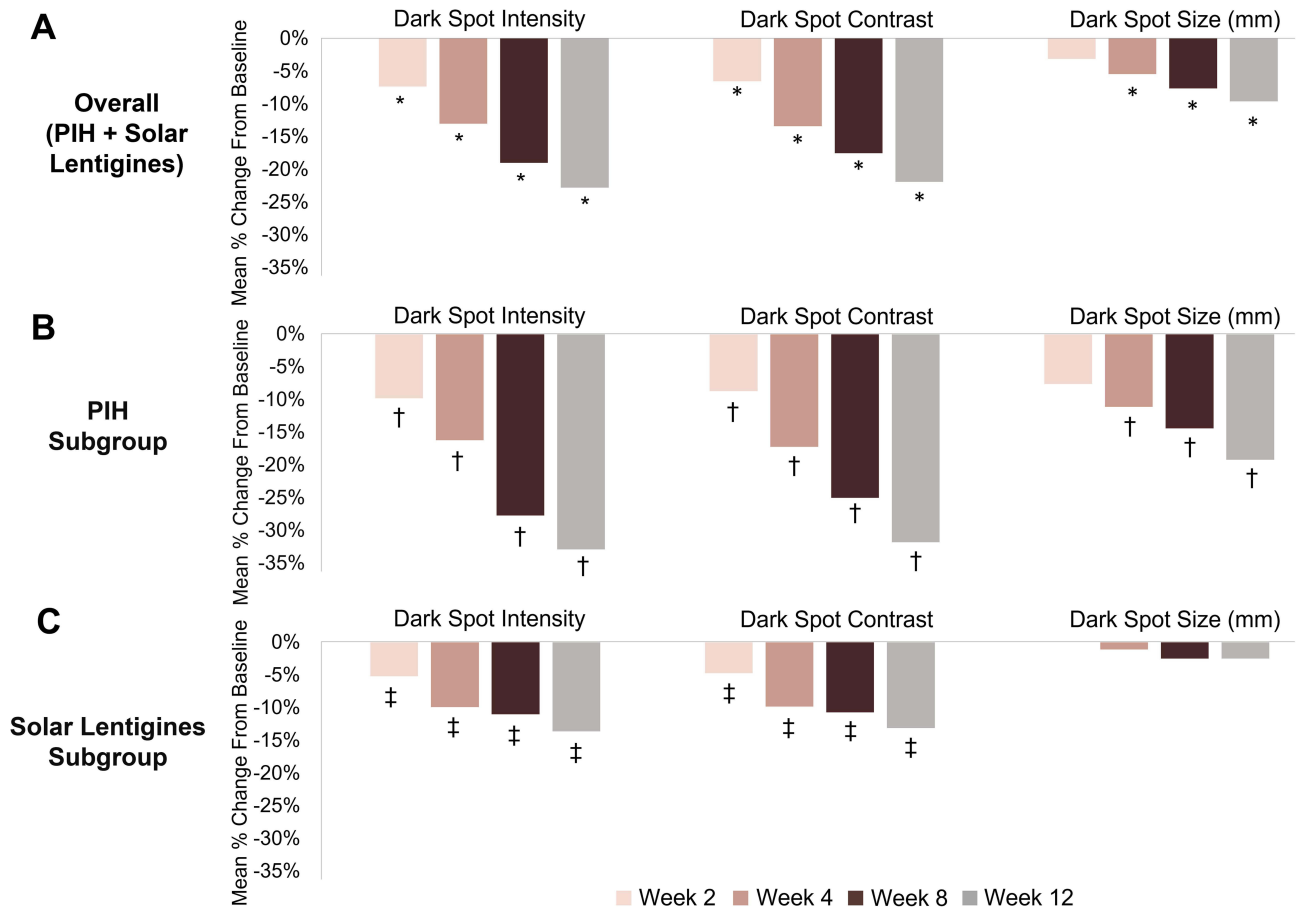 A
Overall
(PIH + Solar
Lentigines)
Mean % Change From Baseline
Dark Spot Intensity
Dark Spot Contrast
Dark Spot Size (mm)
0%
-5%
-10%
-15%
-20%
-25%
-30%
-35%
*
*
*
*
*
*
*
*
*
*
*
B
PIH
Subgroup
Mean % Change From Baseline
Dark Spot Intensity
Dark Spot Contrast
Dark Spot Size (mm)
0%
-5%
-10%
-15%
-20%
-25%
-30%
-35%
†
†
†
†
†
†
†
†
†
†
†
C
Solar Lentigines
Subgroup
Mean % Change From Baseline
Dark Spot Intensity
Dark Spot Contrast
Dark Spot Size (mm)
0%
-5%
-10%
-15%
-20%
-25%
-30%
-35%
‡
‡
‡
‡
‡
‡
‡
‡
Week 2
Week 4
Week 8
Week 12